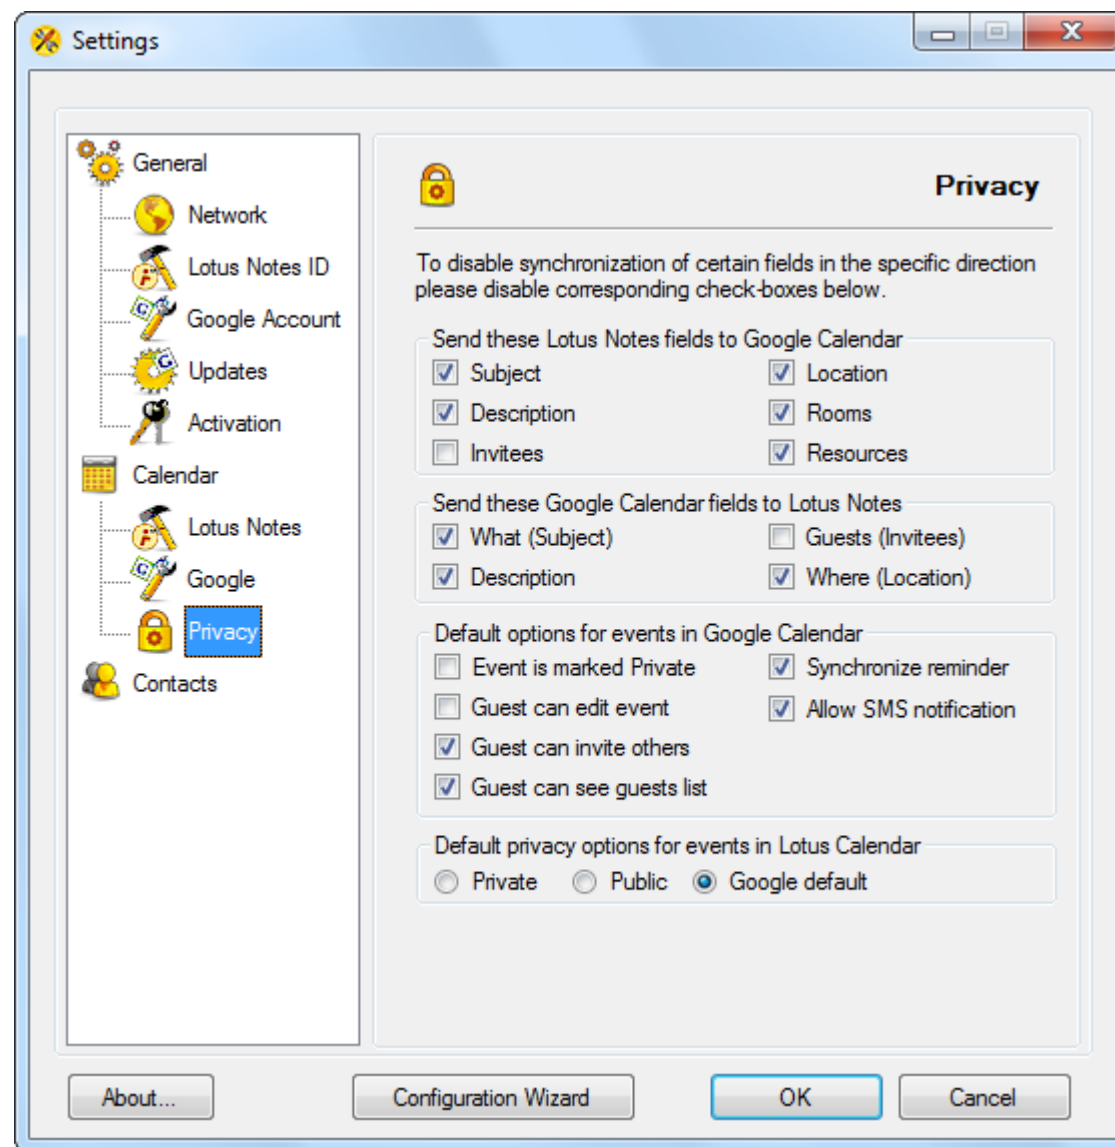 Settings
General
Network
Lotus Notes ID
Google Account
Updates
Activation
Calendar
Lotus Notes
Google
Privacy
Contacts
Privacy
To disable synchronization of certain fields in the specific direction
please disable corresponding check-boxes below.
Send these Lotus Notes fields to Google Calendar
Subject Location
Description Rooms
Invitees Resources
Send these Google Calendar fields to Lotus Notes
What (Subject) Guests (Invitees)
Description Where (Location)
Default options for events in Google Calendar
Event is marked Private Synchronize reminder
Guest can edit event Allow SMS notification
Guest can invite others
Guest can see guests list
Default privacy options for events in Lotus Calendar
Private Public Google default
About... Configuration Wizard OK Cancel